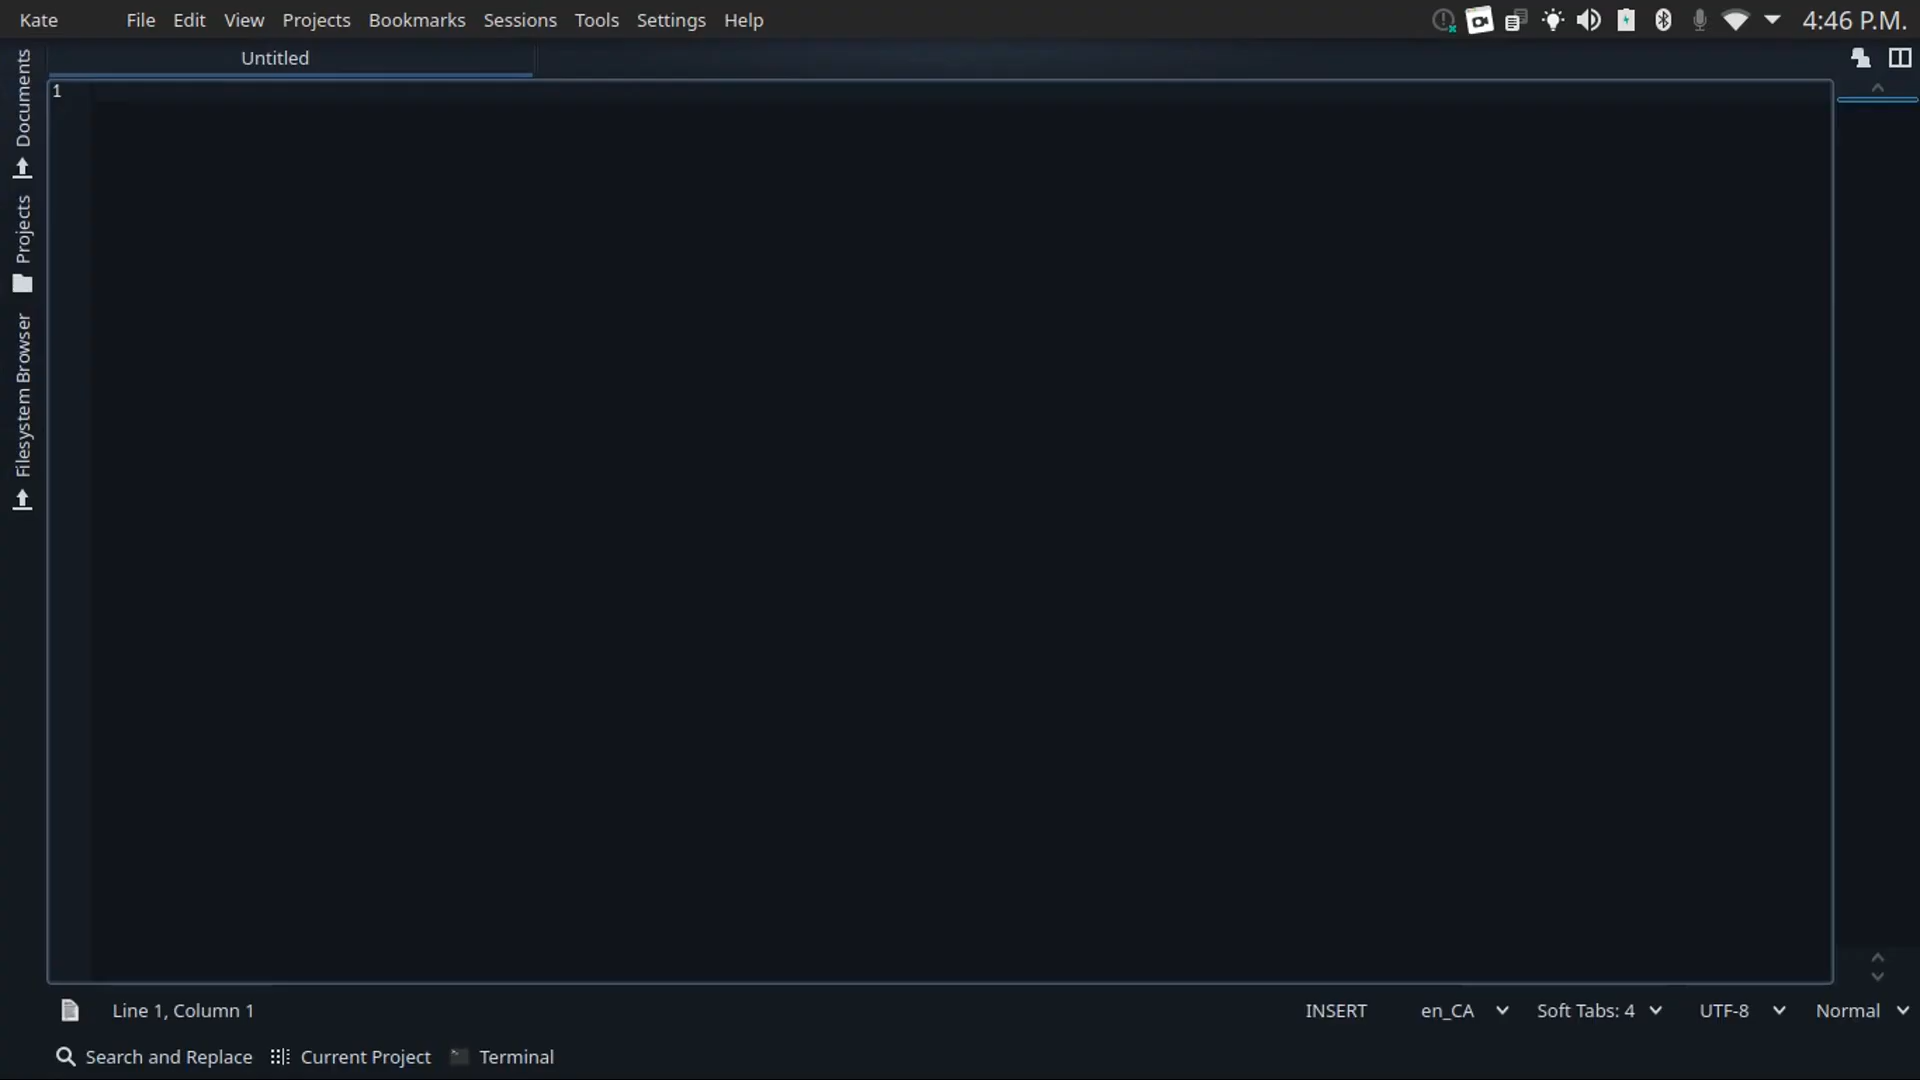 Kate File Edit View Projects Bookmarks Sessions Tools Settings Help 4:46 P.M.
Untitled
1
Documents
Projects
Filesystem Browser
Line 1, Column 1 INSERT en_CA Soft Tabs: 4 UTF-8 Normal
Search and Replace Current Project Terminal